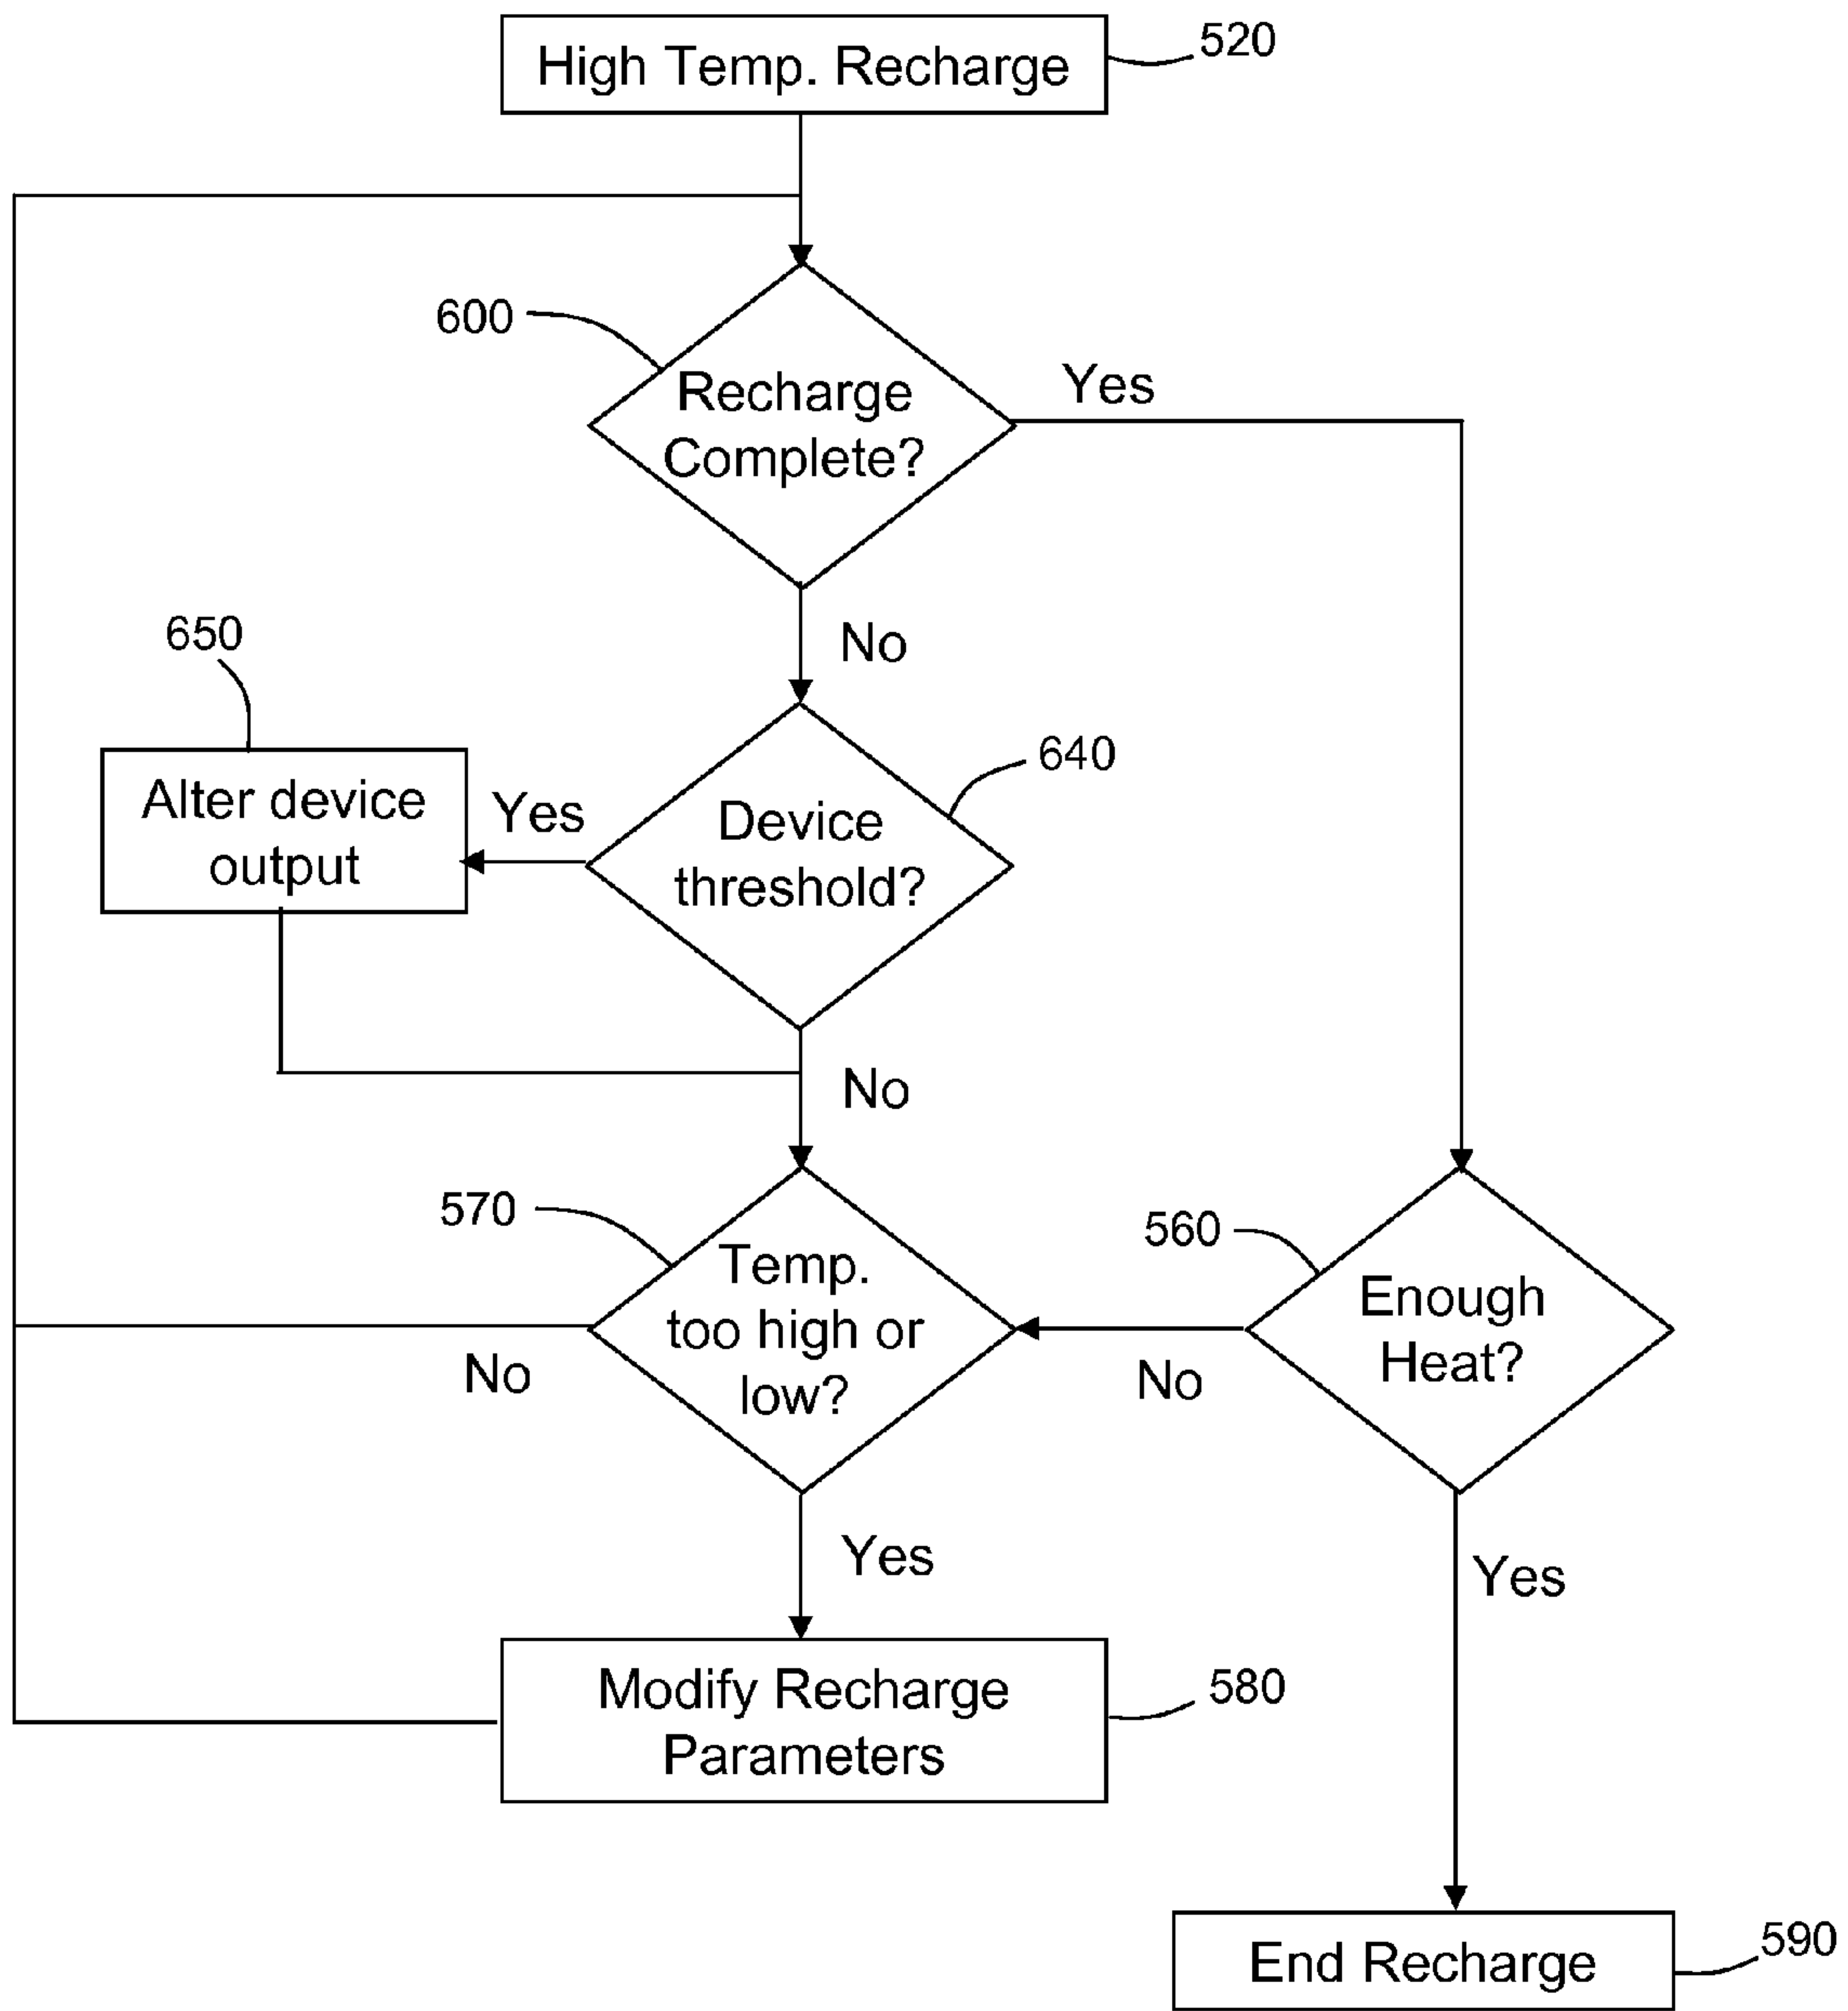 High Temp. Recharge
520
600
Recharge
Complete?
Yes
No
650
Alter device
output
Yes
640
Device
threshold?
No
570
Temp.
too high or
low?
No
560
Enough
Heat?
No
Yes
Yes
Modify Recharge
Parameters
580
End Recharge
590